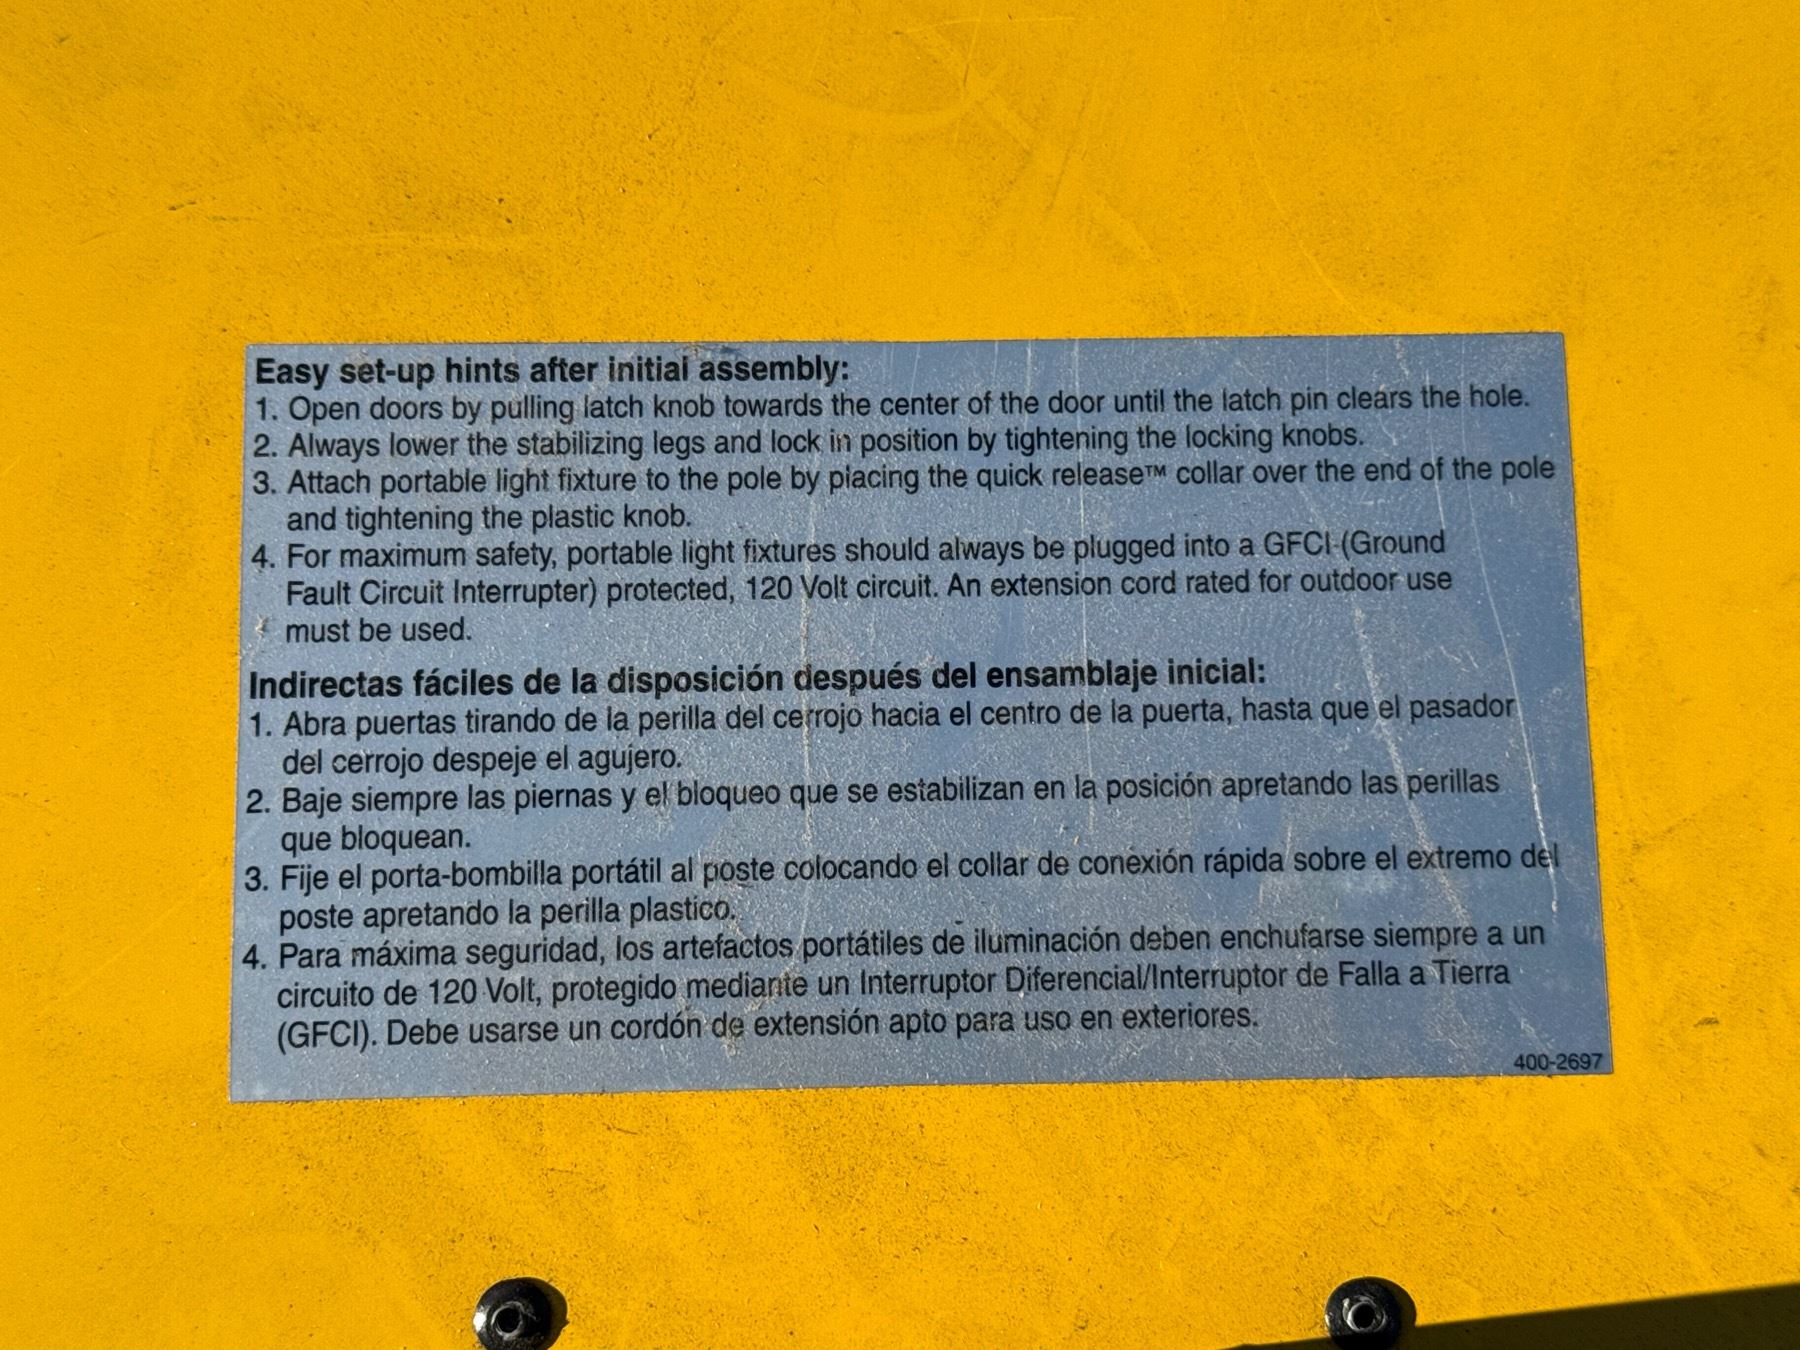 Easy set-up hints after initial assembly:
1. Open doors by pulling latch knob towards the center of the door until the latch pin clears the hole.
2. Always lower the stabilizing legs and lock in position by tightening the locking knobs.
3. Attach portable light fixture to the pole by placing the quick release™ collar over the end of the pole
and tightening the plastic knob.
4. For maximum safety, portable light fixtures should always be plugged into a GFCI (Ground
Fault Circuit Interrupter) protected, 120 Volt circuit. An extension cord rated for outdoor use
must be used.
Indirectas fáciles de la disposición después del ensamblaje inicial:
1. Abra puertas tirando de la perilla del cerrojo hacia el centro de la puerta, hasta que el pasador
del cerrojo despeje el agujero.
2. Baje siempre las piernas y el bloqueo que se estabilizan en la posición apretando las perillas
que bloquean.
3. Fije el porta-bombilla portátil al poste colocando el collar de conexión rápida sobre el extremo del
poste apretando la perilla plastico.
4. Para máxima seguridad, los artefactos portátiles de iluminación deben enchufarse siempre a un
circuito de 120 Volt, protegido mediante un Interruptor Diferencial/Interruptor de Falla a Tierra
(GFCI). Debe usarse un cordón de extensión apto para uso en exteriores.
400-2697